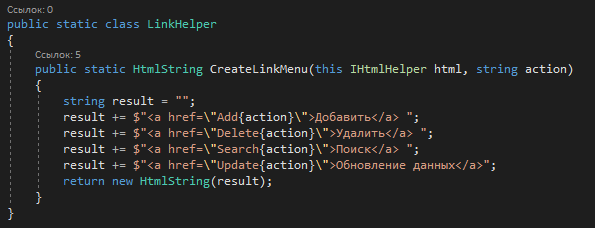 Ссылок: 0
public static class LinkHelper
{
Ссылок: 5
public static HtmlString CreateLinkMenu(this IHtmlHelper html, string action)
{
string result = "";
result += $"<a href=\"Add{action}\">Добавить</a> ";
result += $"<a href=\"Delete{action}\">Удалить</a> ";
result += $"<a href=\"Search{action}\">Поиск</a> ";
result += $"<a href=\"Update{action}\">Обновление данных</a>";
return new HtmlString(result);
}
}